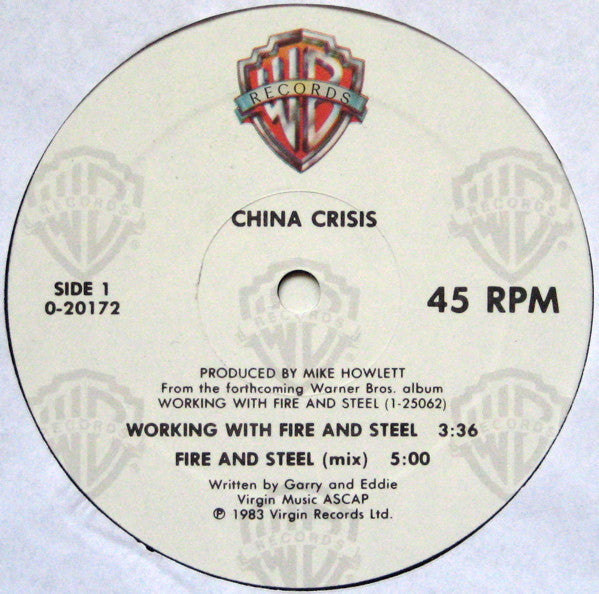 RECORDS
CHINA CRISIS
SIDE 1
0-20172
45 RPM
PRODUCED BY MIKE HOWLETT
From the forthcoming Warner Bros. album
WORKING WITH FIRE AND STEEL (1-25062)
WORKING WITH FIRE AND STEEL 3:36
FIRE AND STEEL (mix) 5:00
Written by Garry and Eddie
Virgin Music ASCAP
℗ 1983 Virgin Records Ltd.